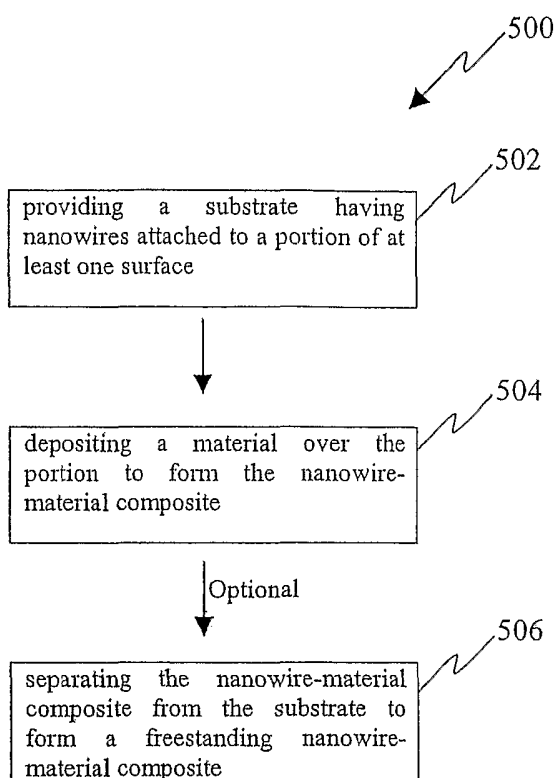 500
502
providing a substrate having
nanowires attached to a portion of at
least one surface
504
depositing a material over the
portion to form the nanowire-
material composite
Optional
506
separating the nanowire-material
composite from the substrate to
form a freestanding nanowire-
material composite